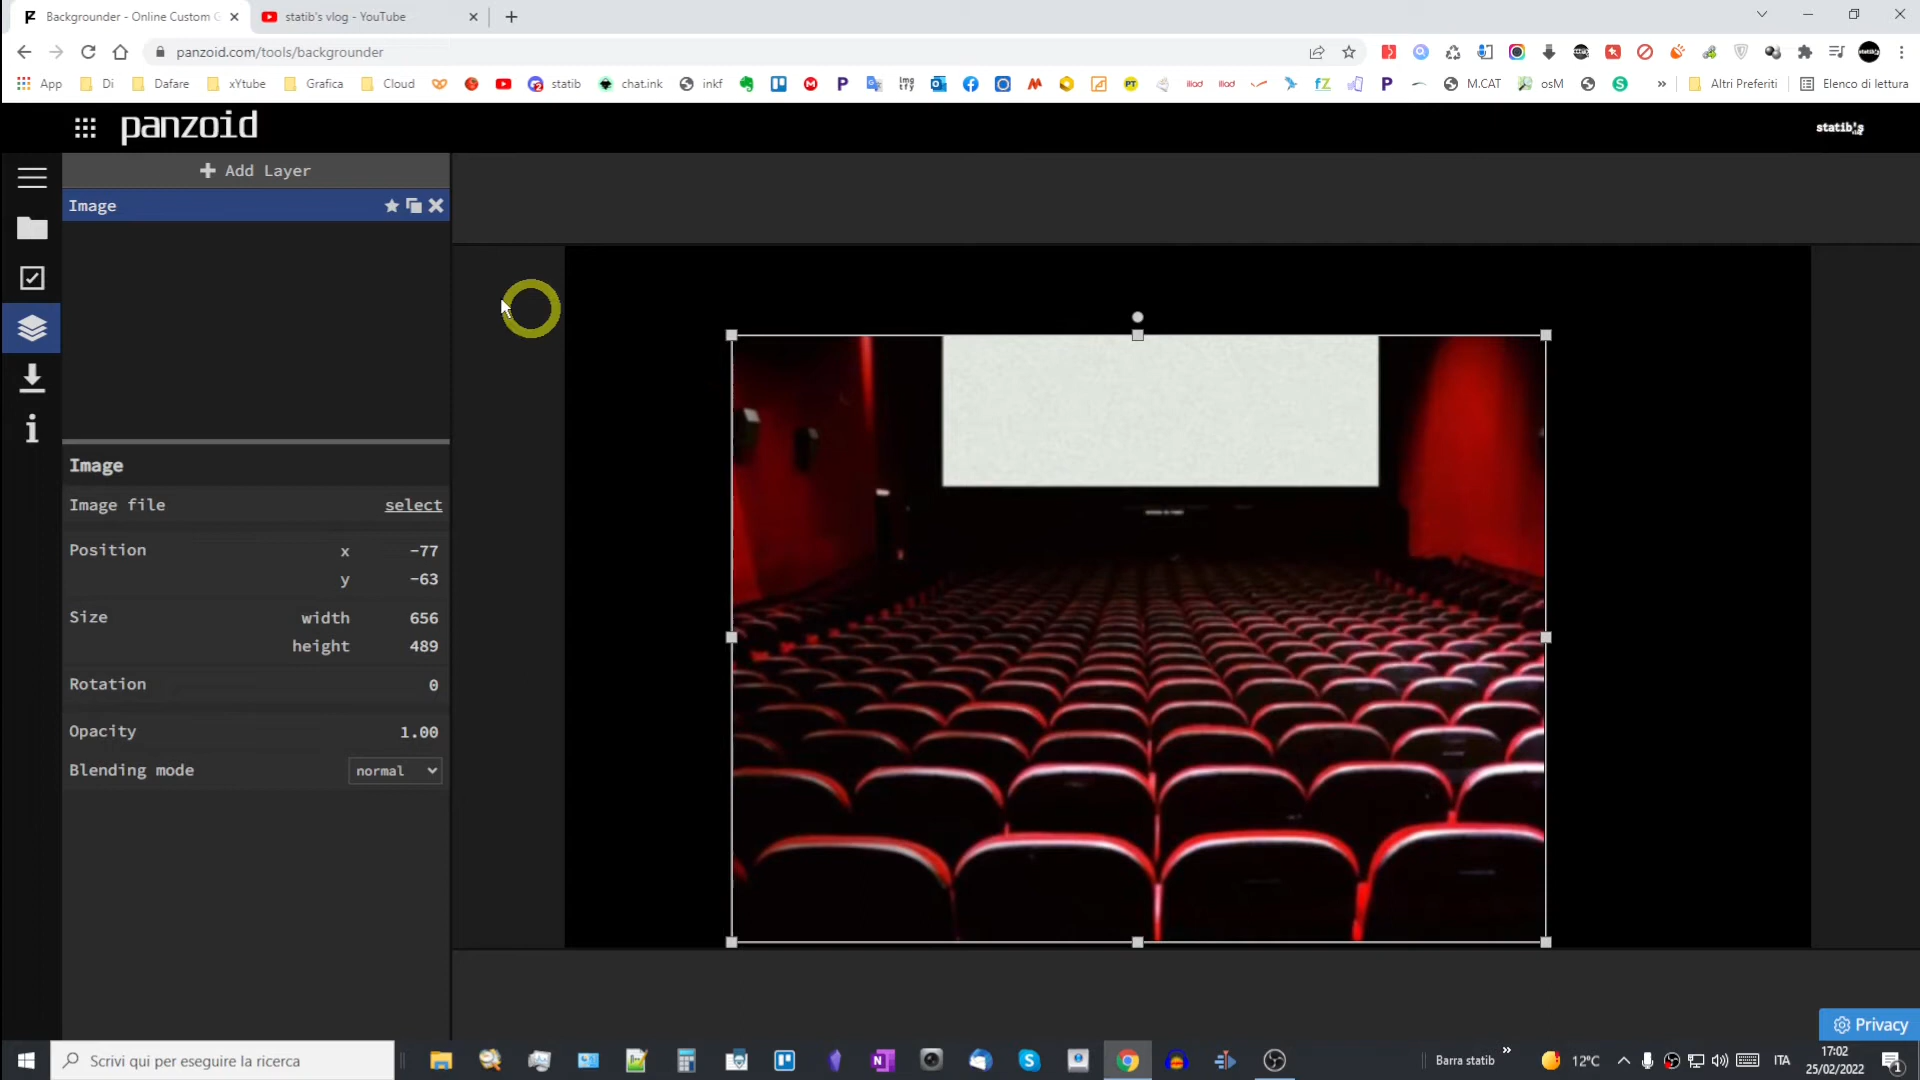 Backgrounder - Online Custom G
statib's vlog - YouTube
panzoid.com/tools/backgrounder
App
Di
Dafare
xYtube
Grafica
Cloud
statib
chat.ink
inkf
M.CAT
osM
Altri Preferiti
Elenco di lettura
panzoid
statib's
Add Layer
Image
Image
Image file select
Position x -77
y -63
Size width 656
height 489
Rotation 0
Opacity 1.00
Blending mode normal
Privacy
Scrivi qui per eseguire la ricerca
Barra statib
12°C
ITA
17:02
25/02/2022
1